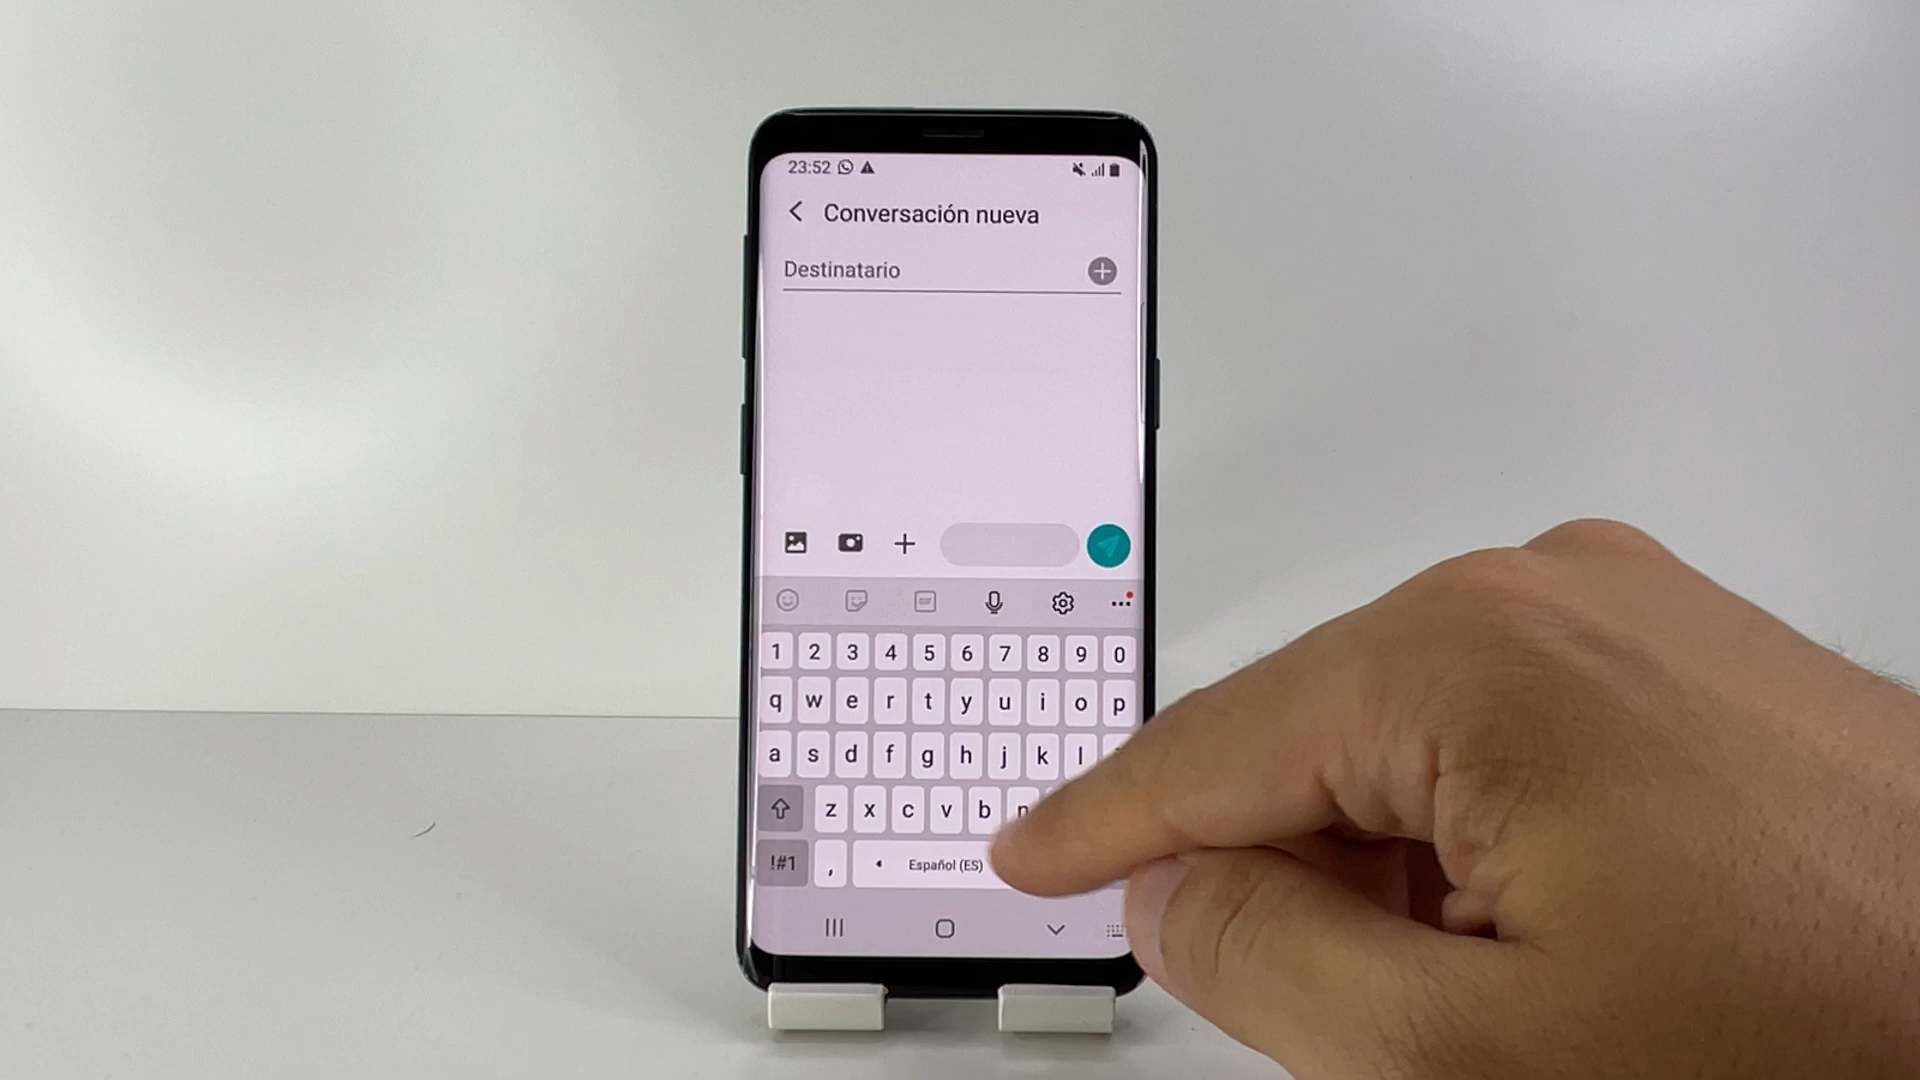 23:52
Conversación nueva
Destinatario
1 2 3 4 5 6 7 8 9 0
q w e r t y u i o p
a s d f g h j k l
z x c v b n
!#1 , Español (ES)